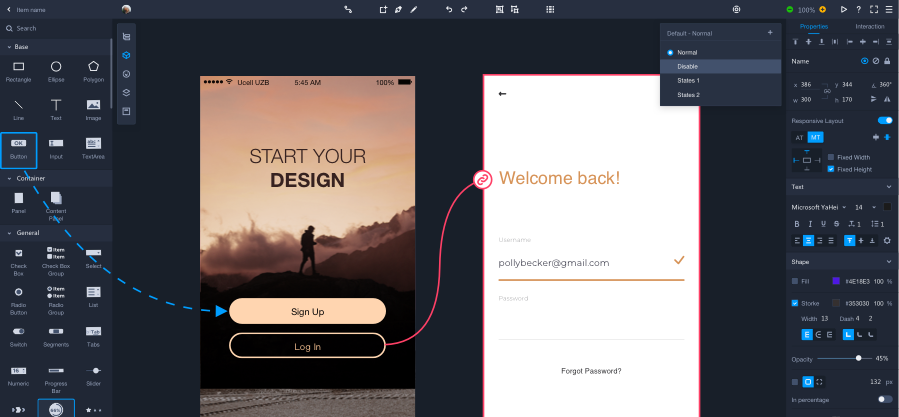 Item name
100%
Search
Base
Rectangle
Ellipse
Polygon
Line
Text
Image
OK
Button
Input
TextArea
Container
Panel
Content
Panel
General
Check
Box
Item
Item
Check Box
Group
Select
Radio
Button
Item
Item
Radio
Group
List
Switch
Segments
Tab
Tabs
Numeric
Progress
Bar
Slider
66%
Ucell UZB
5:45 AM
100%
START YOUR
DESIGN
Sign Up
Log In
Welcome back!
Username
pollybecker@gmail.com
Password
Forgot Password?
Default - Normal
Normal
Disable
States 1
States 2
Properties
Interaction
Name
x 386
y 344
360°
w 300
h 170
Responsive Layout
AT
MT
Fixed Width
Fixed Height
Text
Microsoft YaHei
14
B I U S
1
1
Shape
Fill
#4E18E3 100 %
Storke
#353030 100 %
Width 13
Dash 4 2
Opacity
45%
132 px
In percentage